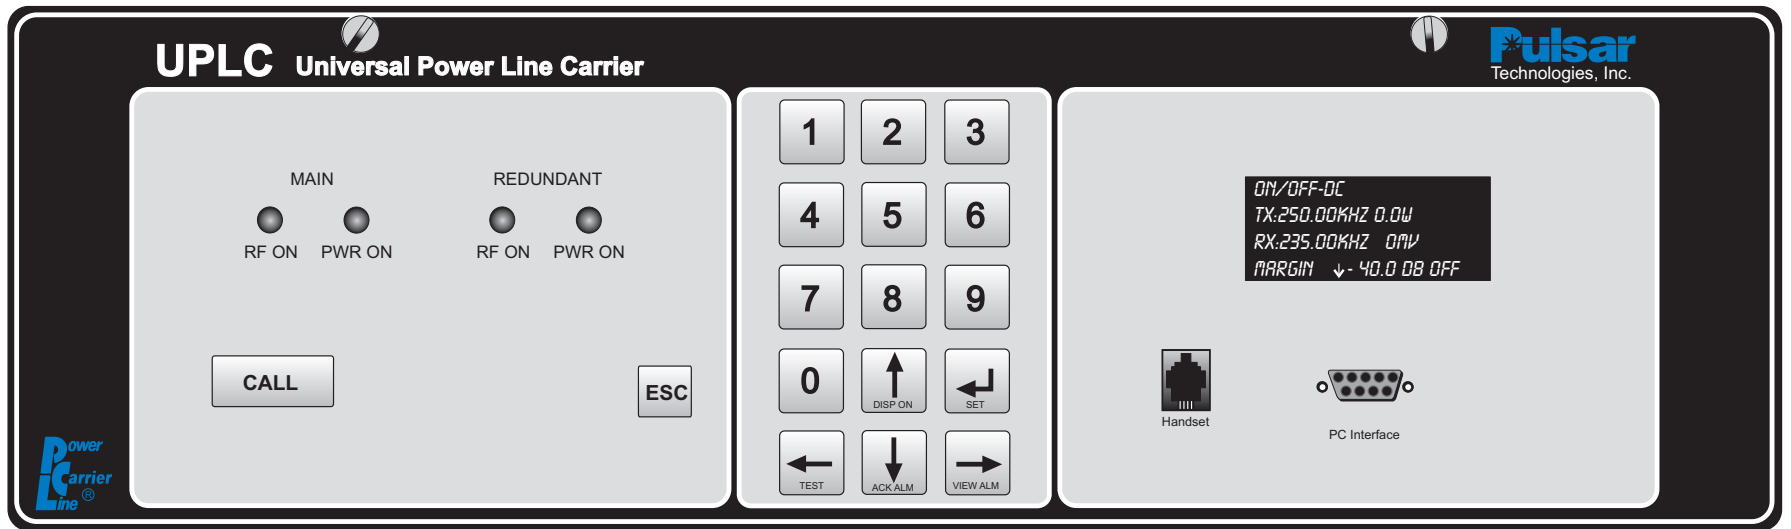 UPLC Universal Power Line Carrier
Pulsar
Technologies, Inc.
MAIN
REDUNDANT
RF ON PWR ON
RF ON PWR ON
CALL
ESC
1 2 3
4 5 6
7 8 9
0
DISP ON
SET
TEST
ACK ALM
VIEW ALM
ON/OFF-DC
TX:250.00KHZ 0.0W
RX:235.00KHZ 0MV
MARGIN ↓- 40.0 DB OFF
Handset
PC Interface
Power
Carrier
Line ®